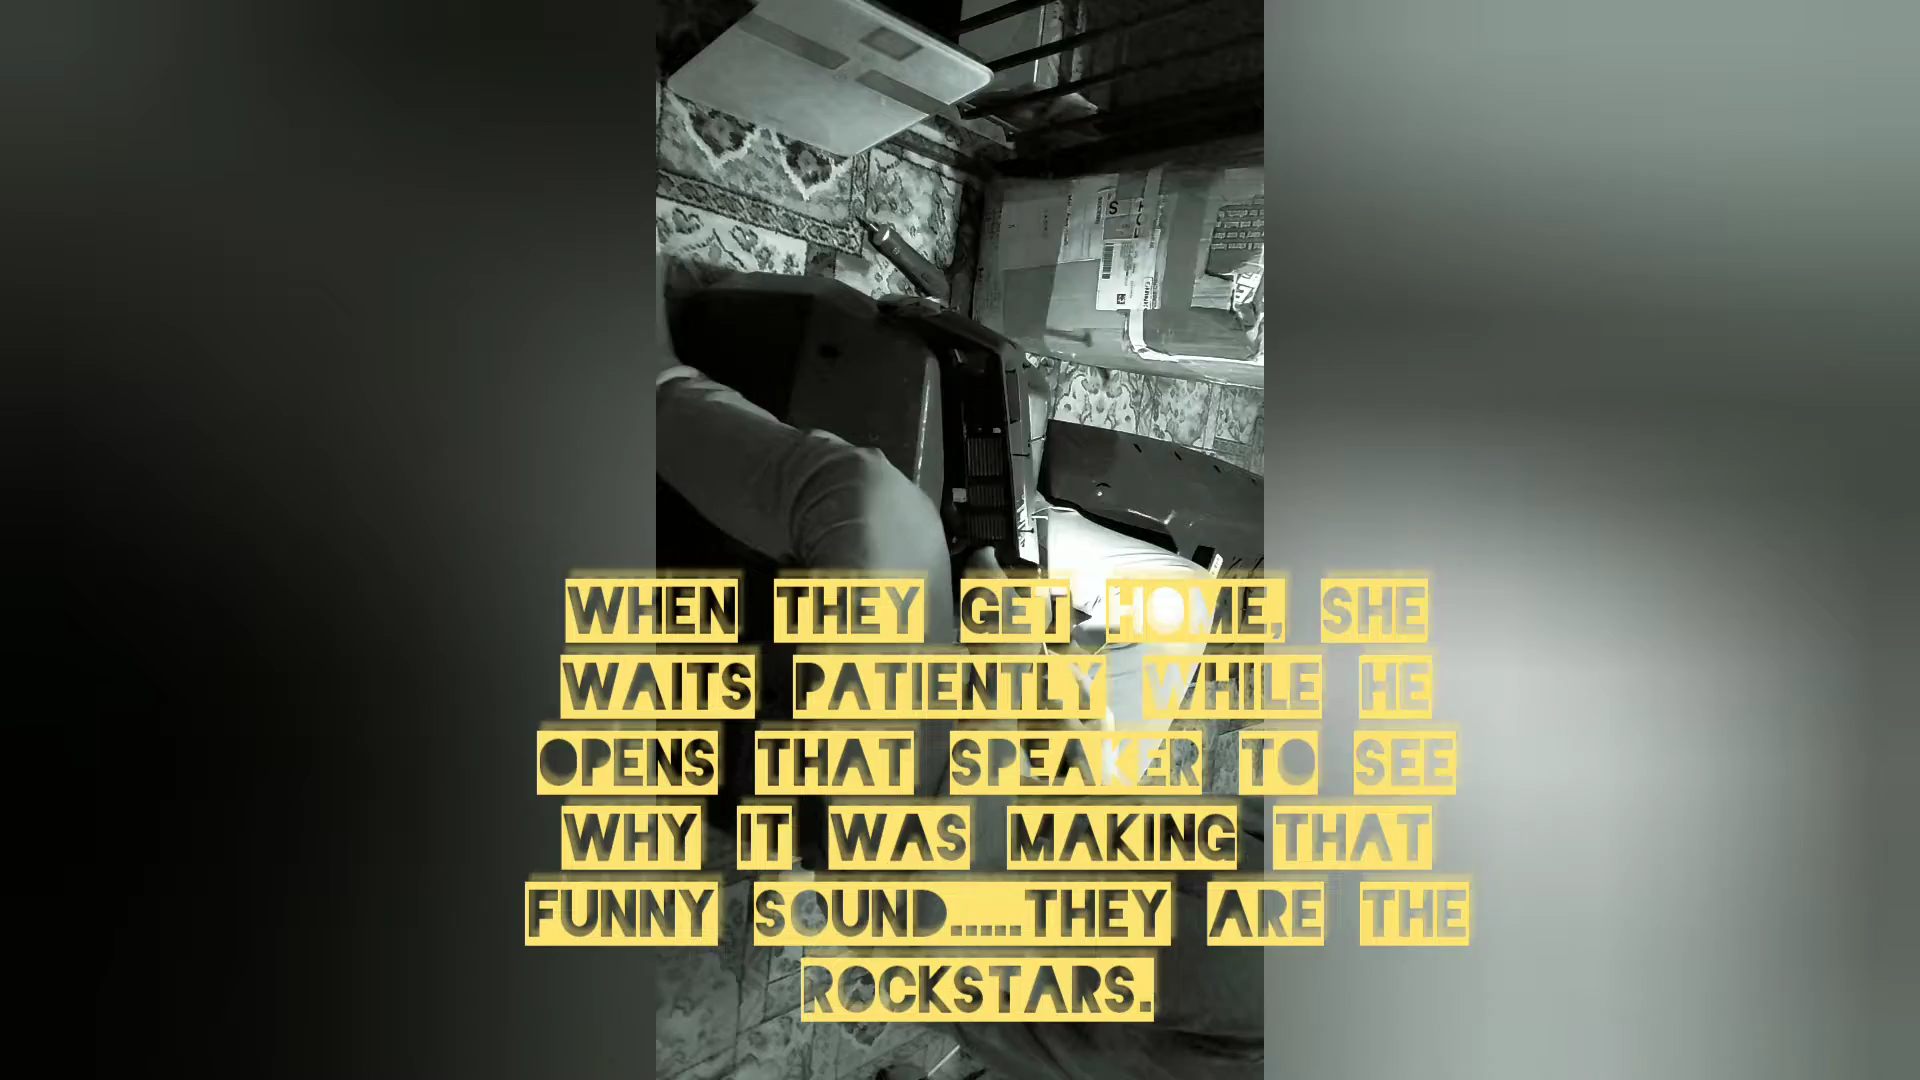 WHEN THEY GET HOME, SHE
WAITS PATIENTLY WHILE HE
OPENS THAT SPEAKER TO SEE
WHY IT WAS MAKING THAT
FUNNY SOUND.....THEY ARE THE
ROCKSTARS.